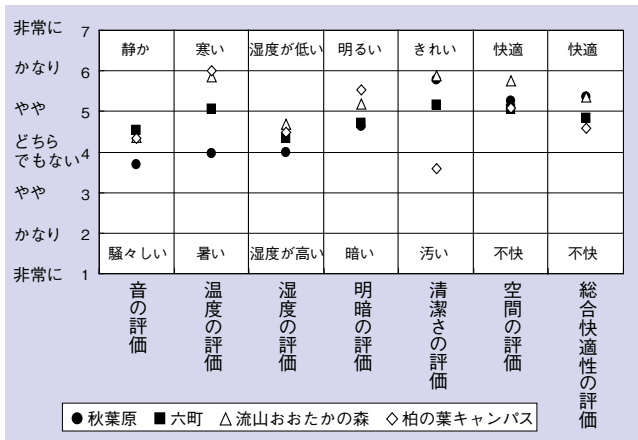 非常に 7
かなり 6
やや 5
どちらでもない 4
やや 3
かなり 2
非常に 1
静か 寒い 湿度が低い 明るい きれい 快適 快適
騒々しい 暑い 湿度が高い 暗い 汚い 不快 不快
音の評価
温度の評価
湿度の評価
明暗の評価
清潔さの評価
空間の評価
総合快適性の評価
●秋葉原 ■六町 △流山おおたかの森 ◇柏の葉キャンパス